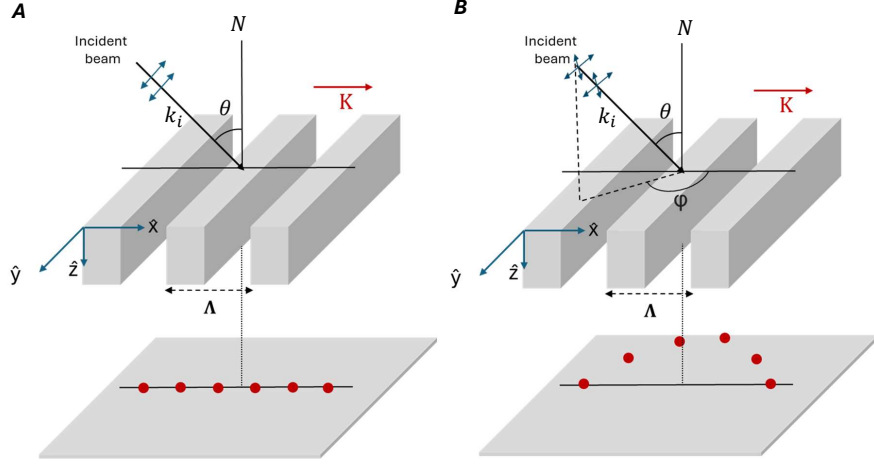 A
N
Incident
beam
θ
K
k_i
x̂
ŷ
ẑ
Λ
B
N
Incident
beam
θ
K
k_i
φ
x̂
ŷ
ẑ
Λ